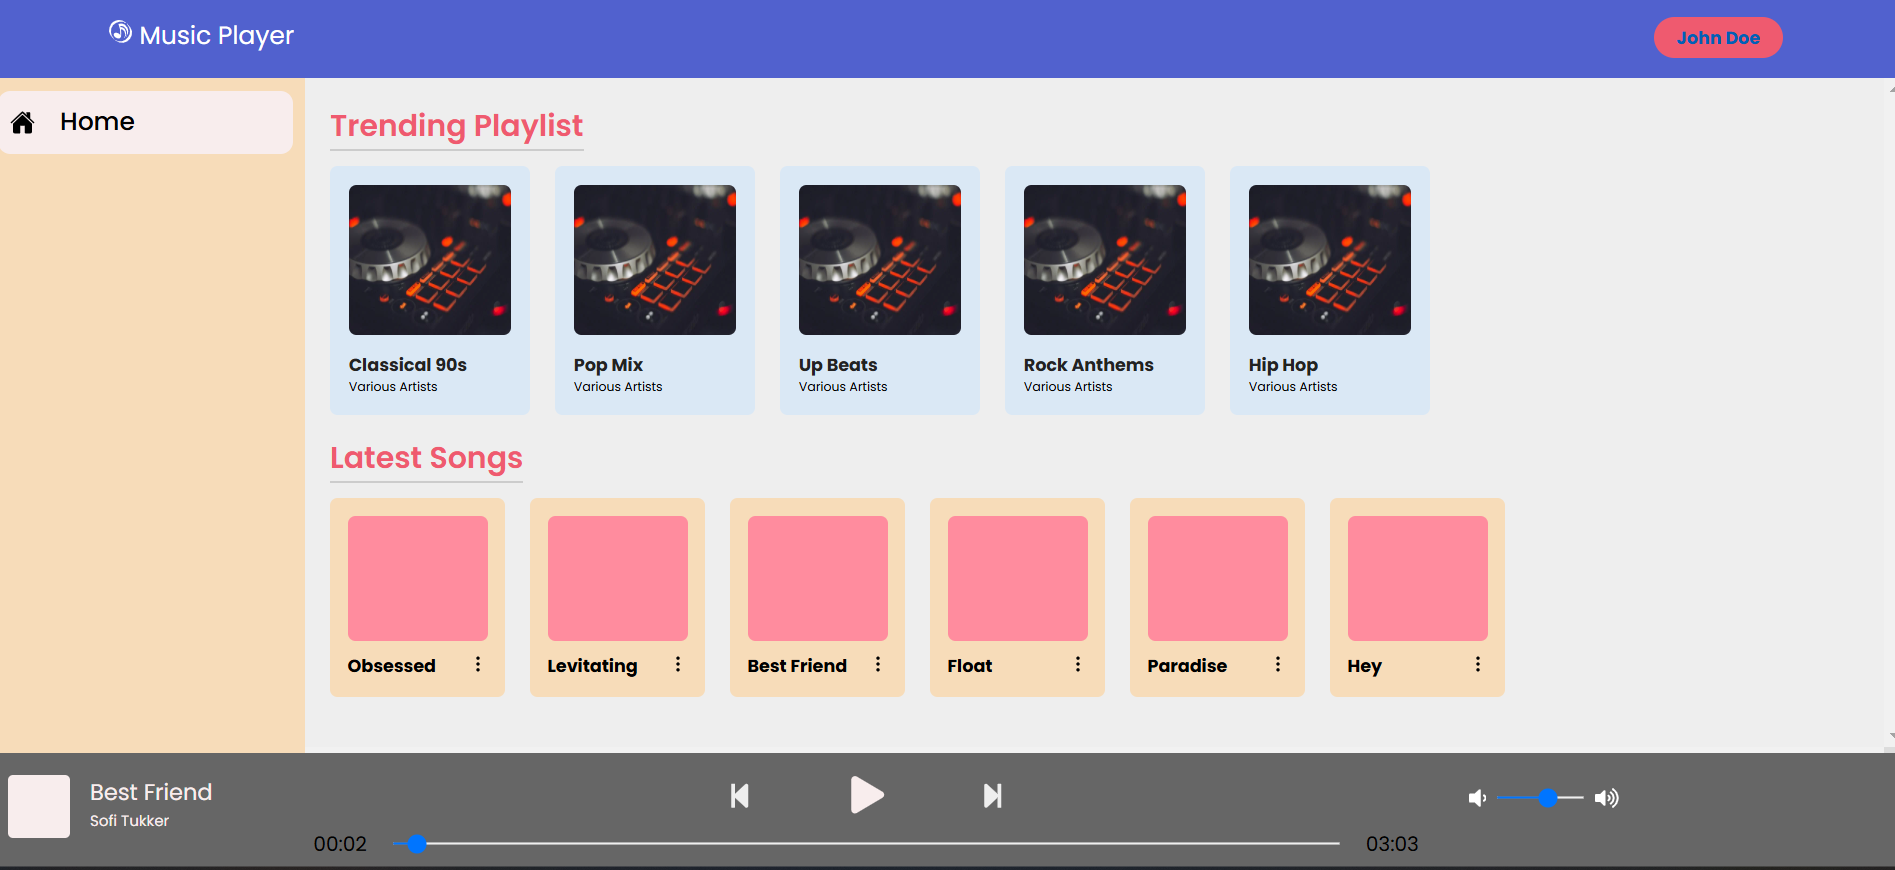 Music Player
John Doe
Home
Trending Playlist
Classical 90s
Various Artists
Pop Mix
Various Artists
Up Beats
Various Artists
Rock Anthems
Various Artists
Hip Hop
Various Artists
Latest Songs
Obsessed
Levitating
Best Friend
Float
Paradise
Hey
Best Friend
Sofi Tukker
00:02
03:03